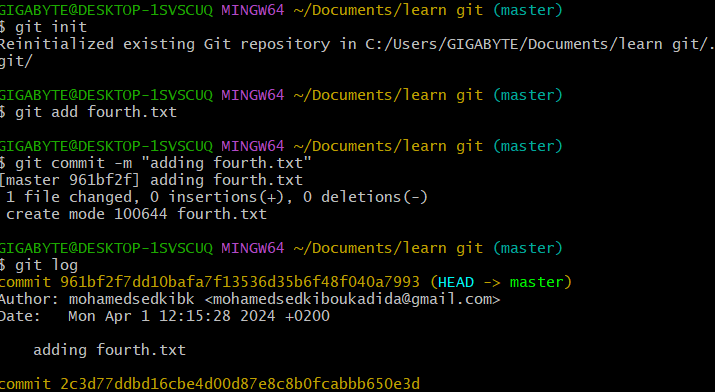 GIGABYTE@DESKTOP-1SVSCUQ MINGW64 ~/Documents/learn git (master)
$ git init
Reinitialized existing Git repository in C:/Users/GIGABYTE/Documents/learn git/.
git/
GIGABYTE@DESKTOP-1SVSCUQ MINGW64 ~/Documents/learn git (master)
$ git add fourth.txt
GIGABYTE@DESKTOP-1SVSCUQ MINGW64 ~/Documents/learn git (master)
$ git commit -m "adding fourth.txt"
[master 961bf2f] adding fourth.txt
 1 file changed, 0 insertions(+), 0 deletions(-)
 create mode 100644 fourth.txt
GIGABYTE@DESKTOP-1SVSCUQ MINGW64 ~/Documents/learn git (master)
$ git log
commit 961bf2f7dd10bafa7f13536d35b6f48f040a7993 (HEAD -> master)
Author: mohamedsedkibk <mohamedsedkiboukadida@gmail.com>
Date:   Mon Apr 1 12:15:28 2024 +0200
    adding fourth.txt
commit 2c3d77ddbd16cbe4d00d87e8c8b0fcabbb650e3d